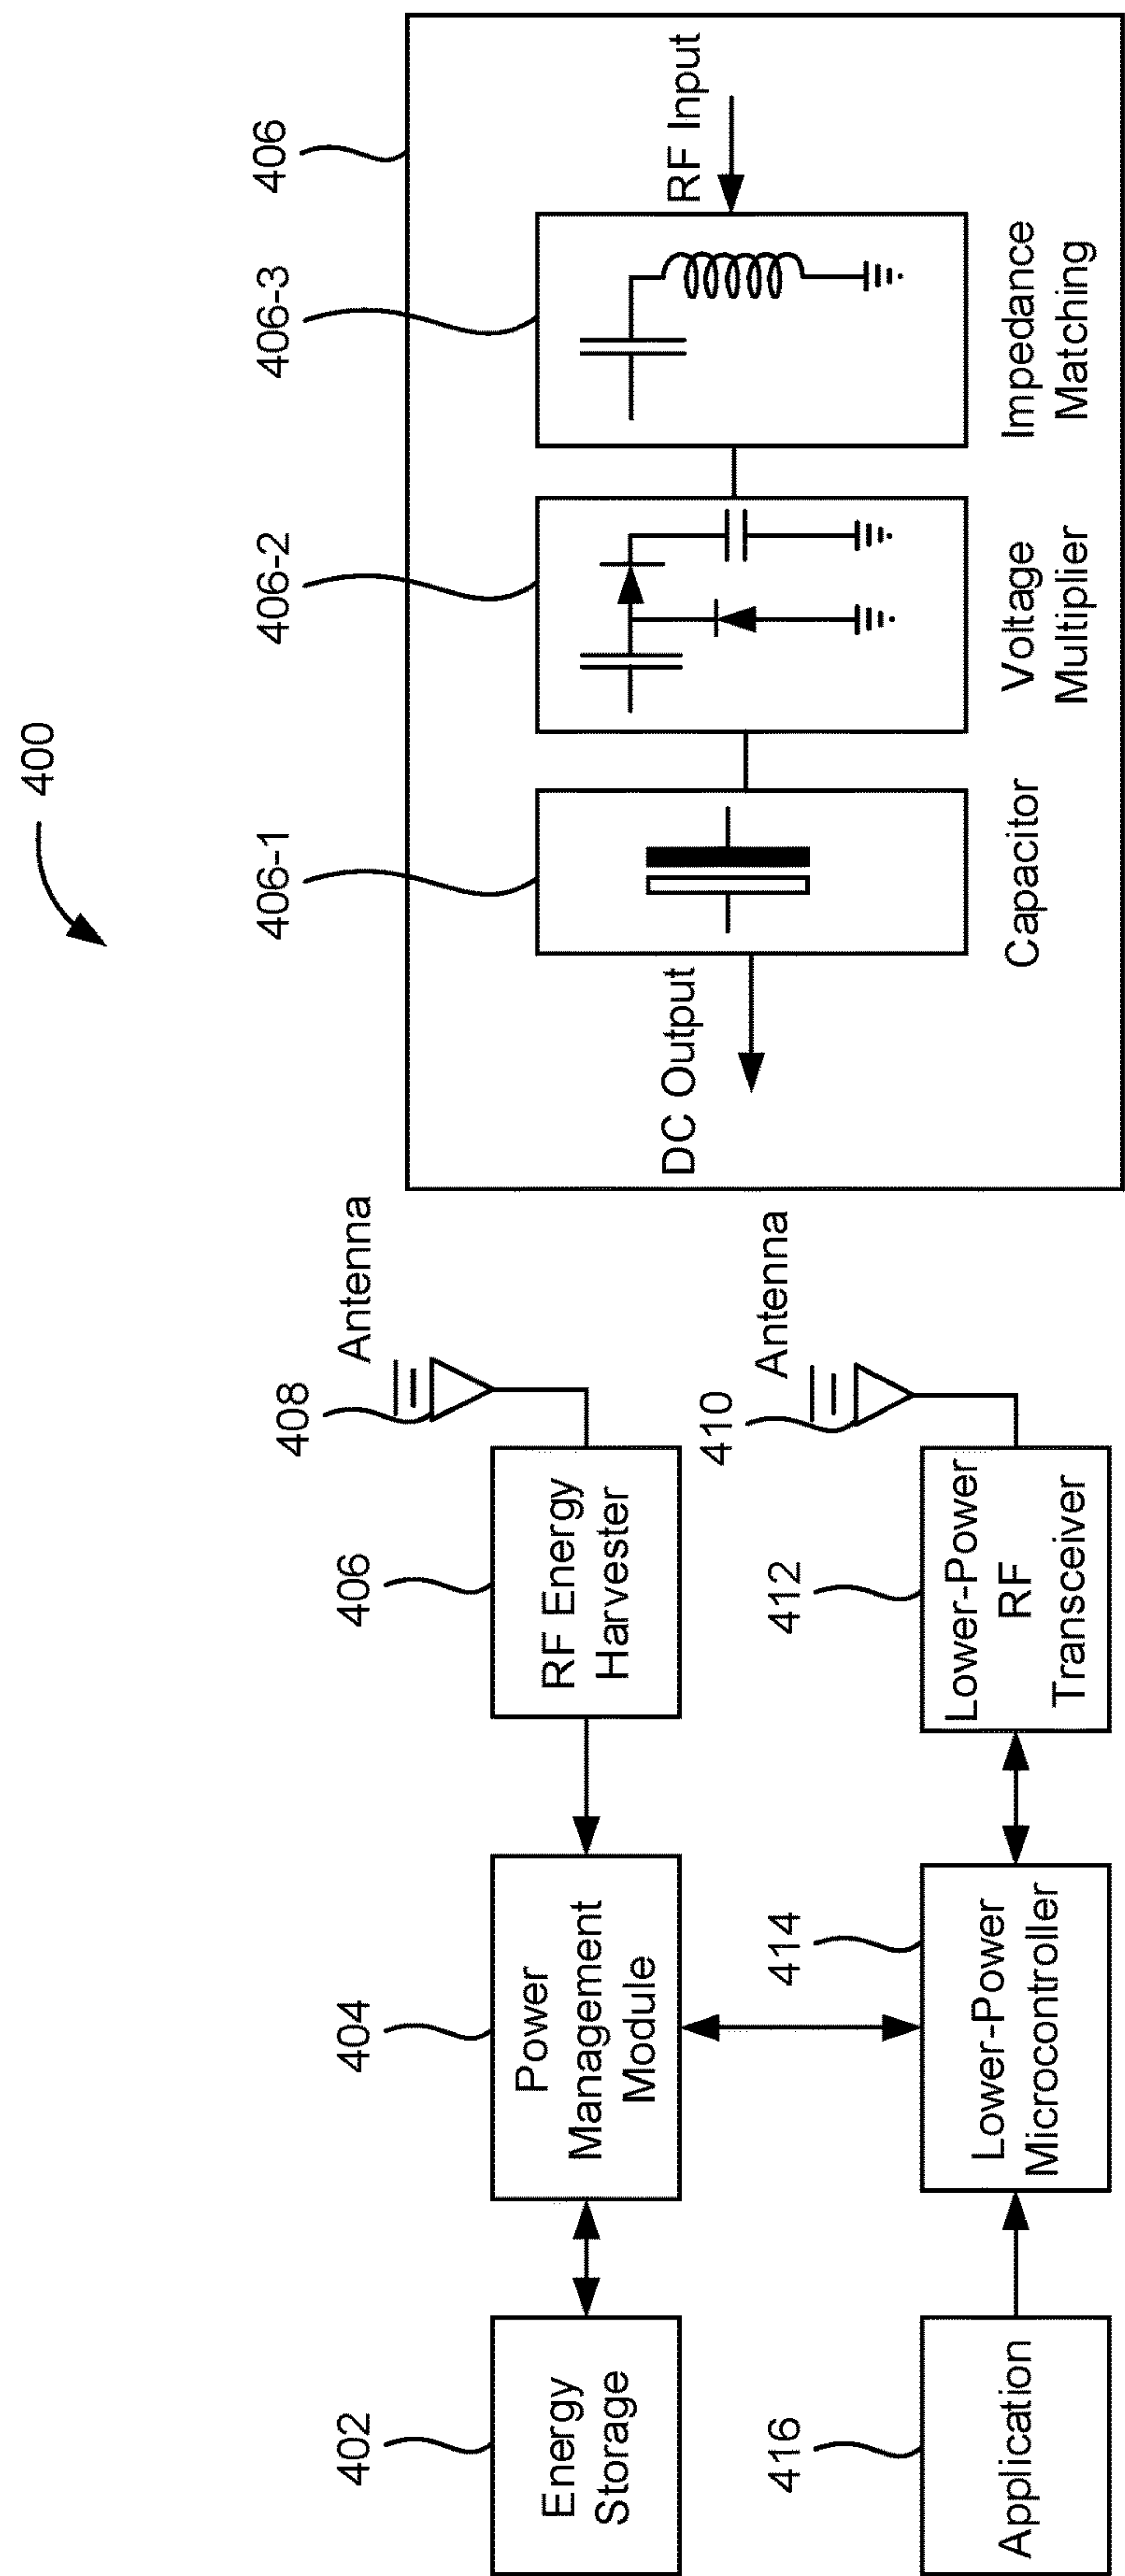 400
402
Energy
Storage
404
Power
Management
Module
406
RF Energy
Harvester
408
Antenna
416
Application
414
Lower-Power
Microcontroller
412
Lower-Power
RF
Transceiver
410
Antenna
406
406-1
406-2
406-3
DC Output
RF Input
Capacitor
Voltage
Multiplier
Impedance
Matching